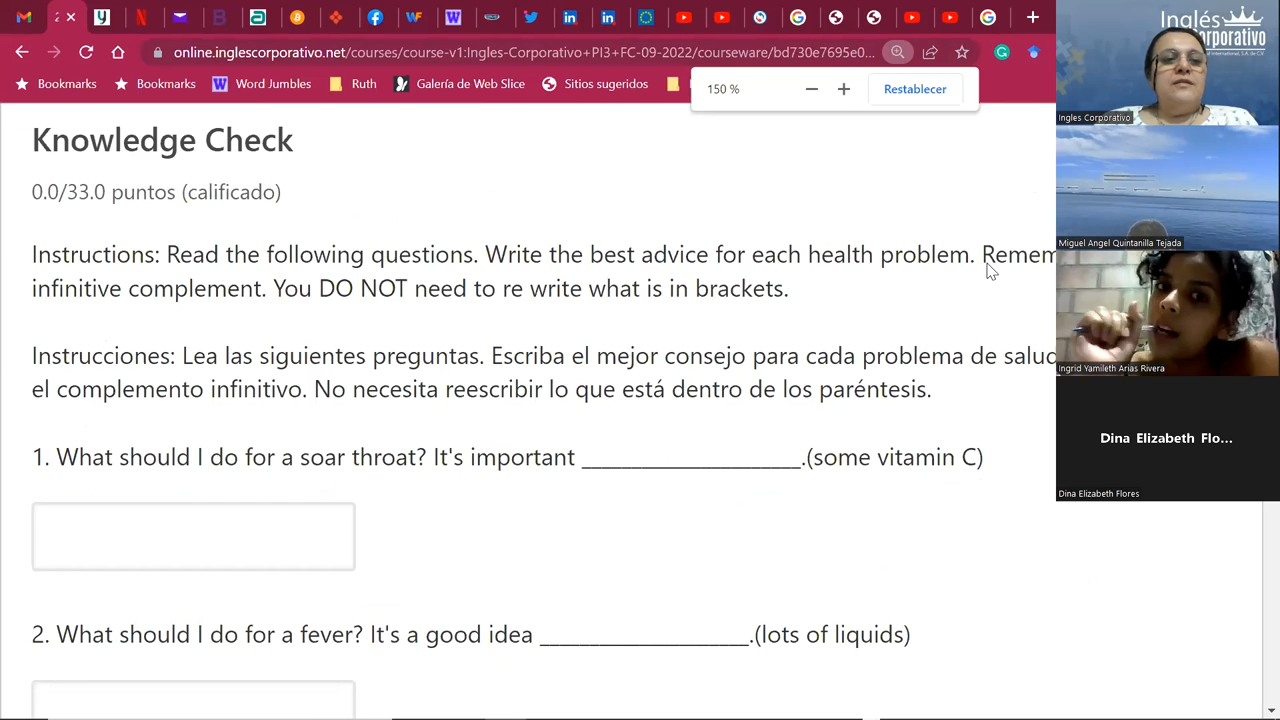 online.inglescorporativo.net/courses/course-v1:Ingles-Corporativo+PI3+FC-09-2022/courseware/bd730e7695e0...
Bookmarks
Bookmarks
Word Jumbles
Ruth
Galería de Web Slice
Sitios sugeridos
150 %
Restablecer
Knowledge Check
0.0/33.0 puntos (calificado)
Instructions: Read the following questions. Write the best advice for each health problem. Remem
infinitive complement. You DO NOT need to re write what is in brackets.
Instrucciones: Lea las siguientes preguntas. Escriba el mejor consejo para cada problema de salud
el complemento infinitivo. No necesita reescribir lo que está dentro de los paréntesis.
1. What should I do for a soar throat? It's important ____________________.(some vitamin C)
2. What should I do for a fever? It's a good idea ___________________.(lots of liquids)
Inglés
Corporativo
Ingles Corporativo
Miguel Angel Quintanilla Tejada
Ingrid Yamileth Arias Rivera
Dina Elizabeth Flo...
Dina Elizabeth Flores